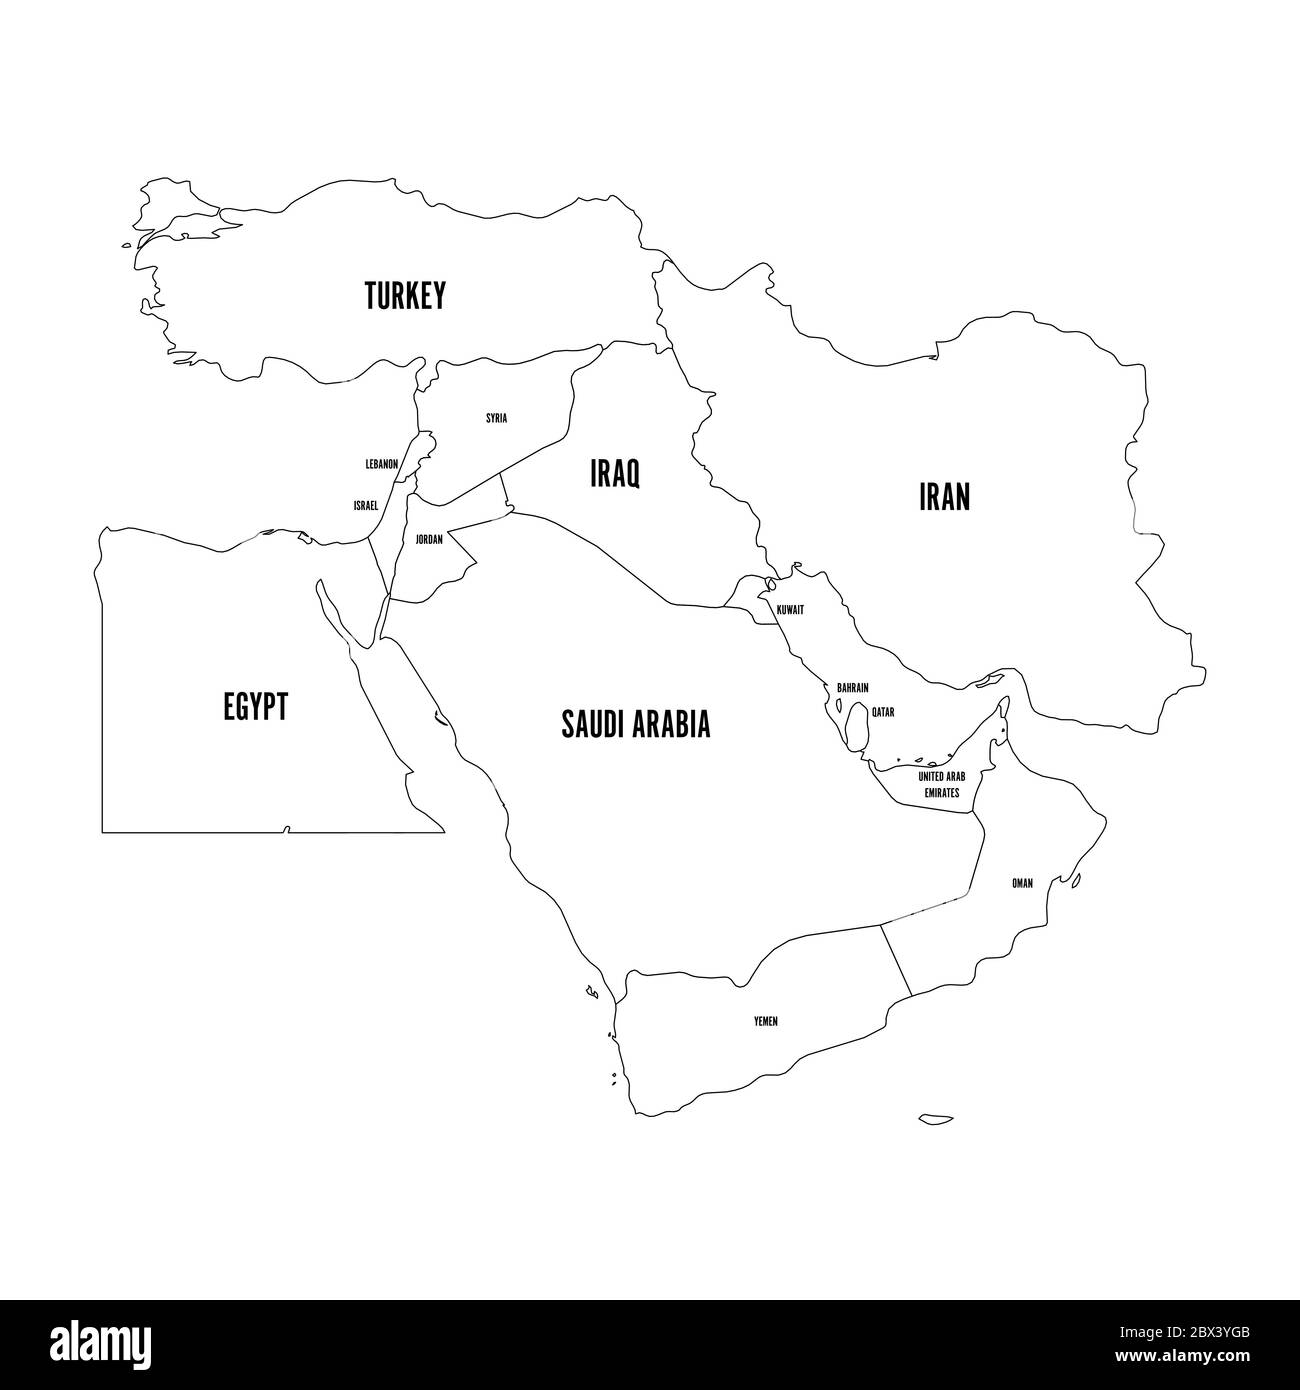 TURKEY
SYRIA
LEBANON
IRAQ
ISRAEL
IRAN
JORDAN
KUWAIT
BAHRAIN
EGYPT
QATAR
SAUDI ARABIA
UNITED ARAB
EMIRATES
OMAN
YEMEN
alamy
Image ID: 2BX3YGB
www.alamy.com